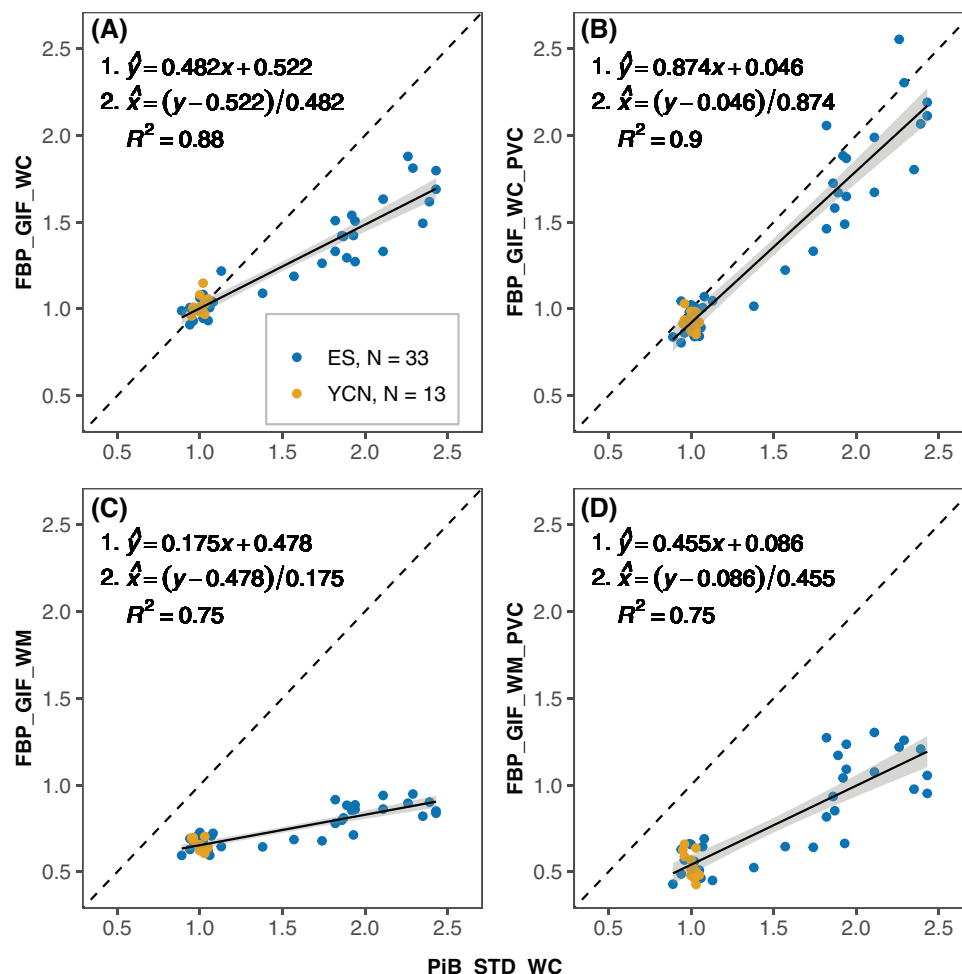 (A)
1. ŷ = 0.482x + 0.522
2. x̂ = (y − 0.522)/0.482
R² = 0.88
FBP_GIF_WC
2.5
2.0
1.5
1.0
0.5
ES, N = 33
YCN, N = 13
0.5 1.0 1.5 2.0 2.5
(B)
1. ŷ = 0.874x + 0.046
2. x̂ = (y − 0.046)/0.874
R² = 0.9
FBP_GIF_WC_PVC
2.5
2.0
1.5
1.0
0.5
0.5 1.0 1.5 2.0 2.5
(C)
1. ŷ = 0.175x + 0.478
2. x̂ = (y − 0.478)/0.175
R² = 0.75
FBP_GIF_WM
2.5
2.0
1.5
1.0
0.5
0.5 1.0 1.5 2.0 2.5
(D)
1. ŷ = 0.455x + 0.086
2. x̂ = (y − 0.086)/0.455
R² = 0.75
FBP_GIF_WM_PVC
2.5
2.0
1.5
1.0
0.5
0.5 1.0 1.5 2.0 2.5
PiB_STD_WC